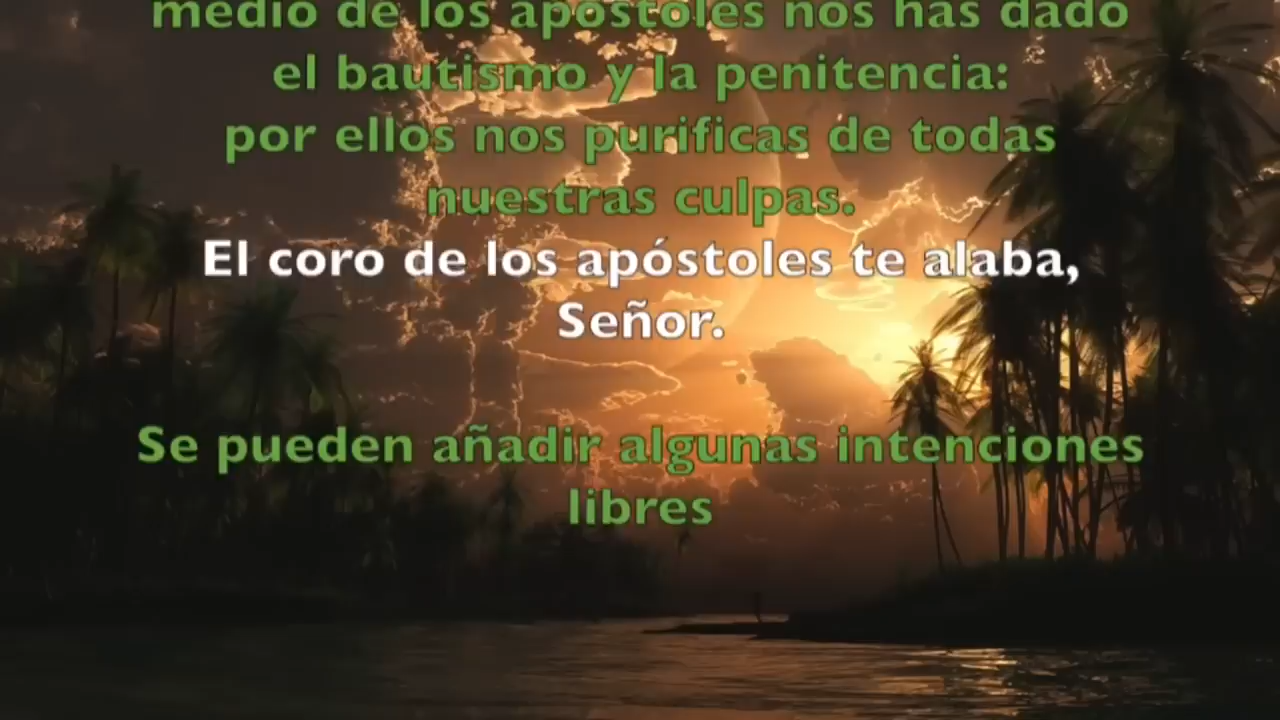 medio de los apóstoles nos has dado
el bautismo y la penitencia:
por ellos nos purificas de todas
nuestras culpas.
El coro de los apóstoles te alaba,
Señor.
Se pueden añadir algunas intenciones
libres